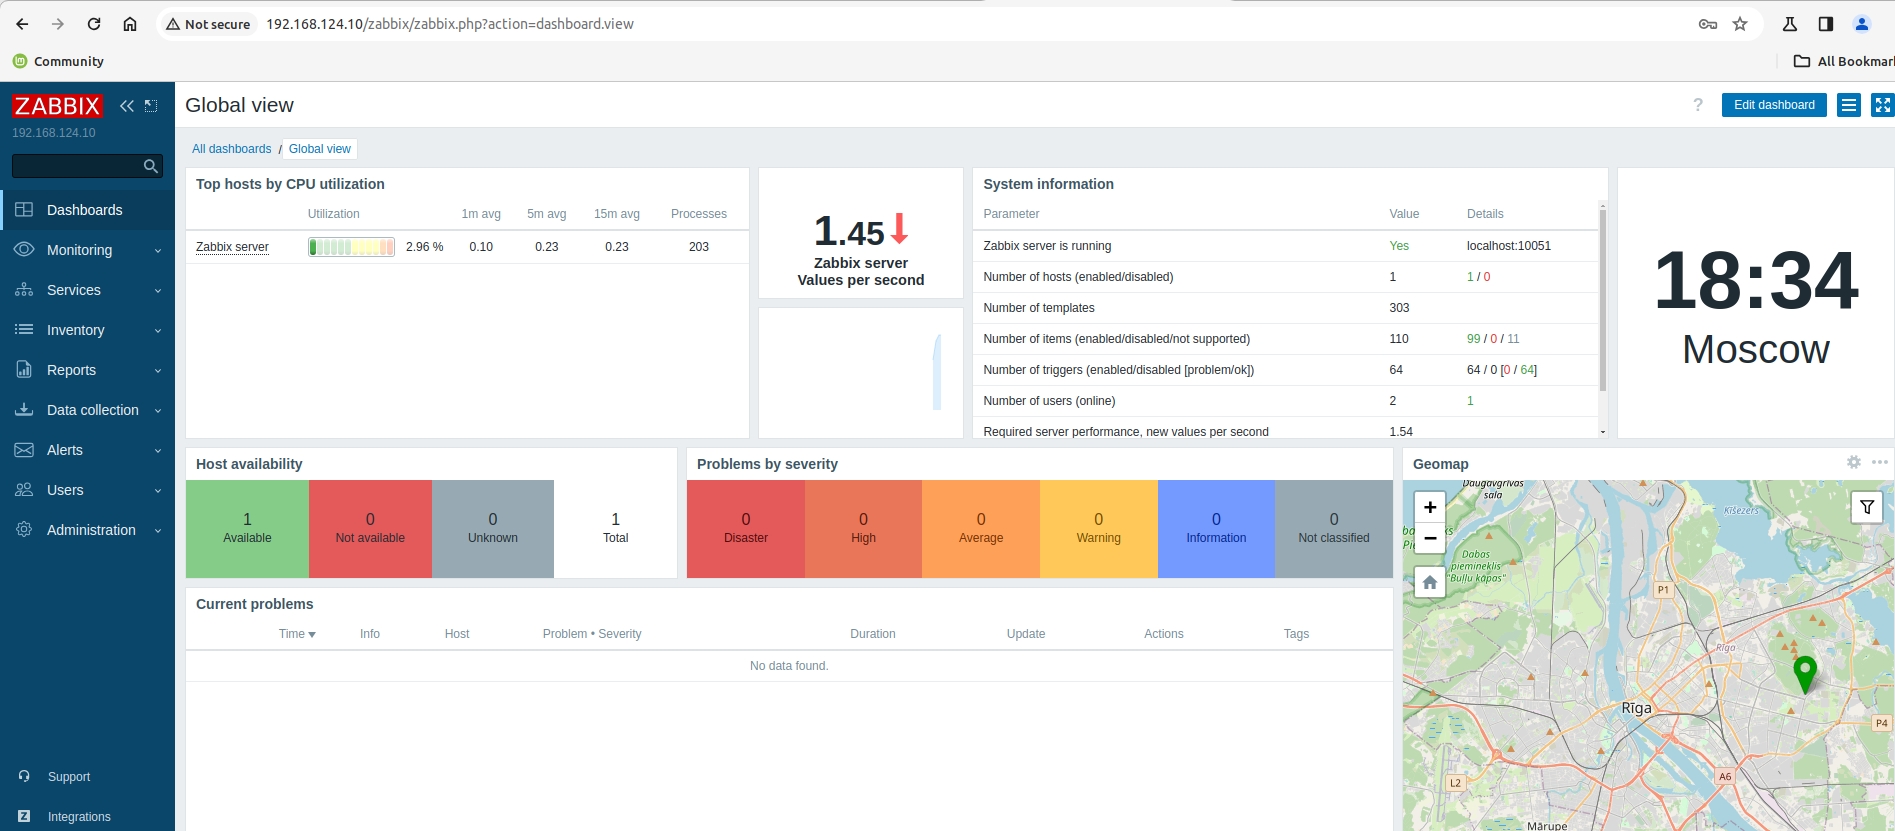 Not secure 192.168.124.10/zabbix/zabbix.php?action=dashboard.view
Community
All Bookmar
ZABBIX
192.168.124.10
Dashboards
Monitoring
Services
Inventory
Reports
Data collection
Alerts
Users
Administration
Support
Z Integrations
Global view
? Edit dashboard
All dashboards / Global view
Top hosts by CPU utilization
Utilization 1m avg 5m avg 15m avg Processes
Zabbix server 2.96 % 0.10 0.23 0.23 203
1.45
Zabbix server
Values per second
System information
Parameter Value Details
Zabbix server is running Yes localhost:10051
Number of hosts (enabled/disabled) 1 1 / 0
Number of templates 303
Number of items (enabled/disabled/not supported) 110 99 / 0 / 11
Number of triggers (enabled/disabled [problem/ok]) 64 64 / 0 [0 / 64]
Number of users (online) 2 1
Required server performance, new values per second 1.54
18:34
Moscow
Host availability
1 0 0 1
Available Not available Unknown Total
Problems by severity
0 0 0 0 0 0
Disaster High Average Warning Information Not classified
Current problems
Time Info Host Problem • Severity Duration Update Actions Tags
No data found.
Geomap
Daugavgrīvas
sala
+
−
Dabas
piemineklis
"Buļļu kāpas"
Ķīšezers
P1
Rīga
Rīga
P4
A6
L2
Mārupe